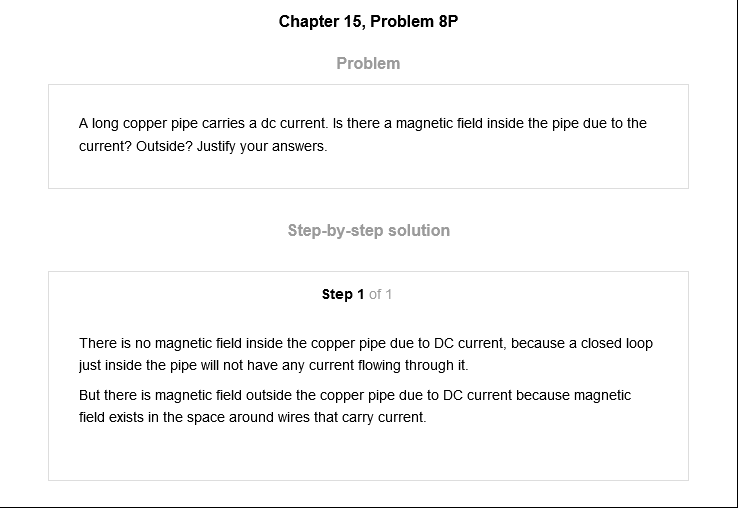 Chapter 15, Problem 8P
Problem
A long copper pipe carries a dc current. Is there a magnetic field inside the pipe due to the
current? Outside? Justify your answers.
Step-by-step solution
Step 1 of 1
There is no magnetic field inside the copper pipe due to DC current, because a closed loop
just inside the pipe will not have any current flowing through it.
But there is magnetic field outside the copper pipe due to DC current because magnetic
field exists in the space around wires that carry current.